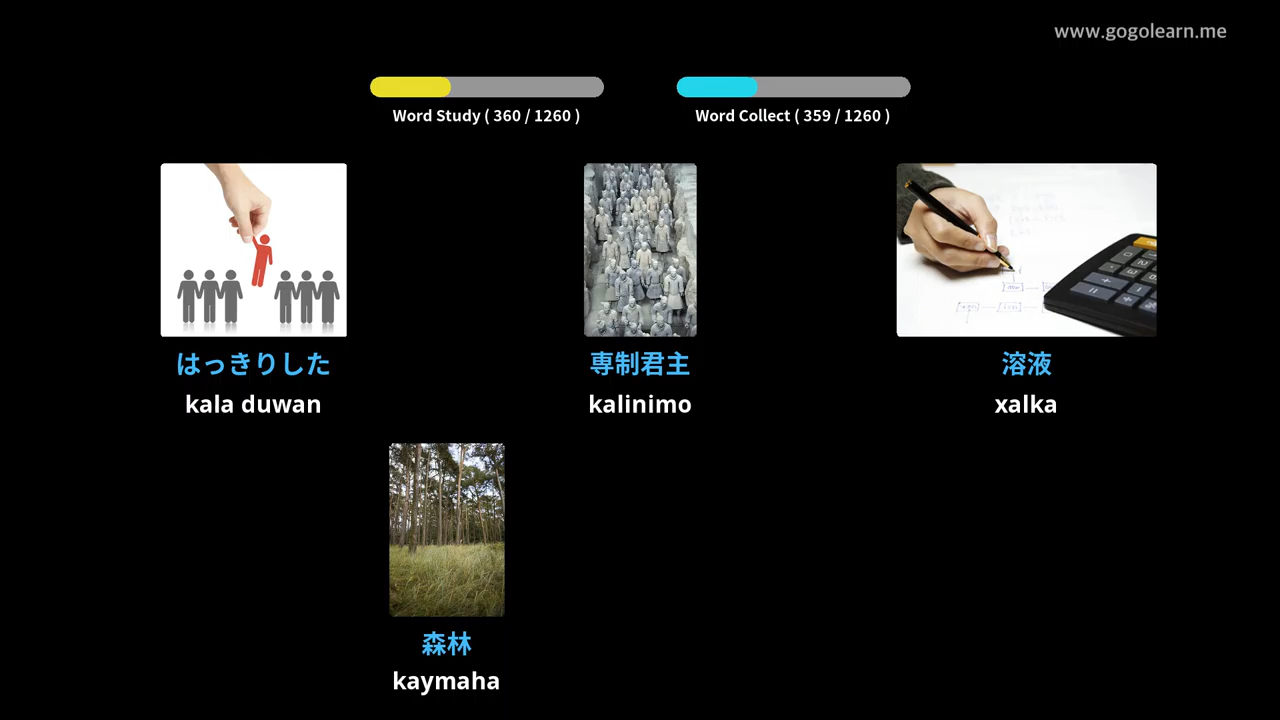 www.gogolearn.me
Word Study ( 360 / 1260 )
Word Collect ( 359 / 1260 )
はっきりした
kala duwan
専制君主
kalinimo
溶液
xalka
森林
kaymaha